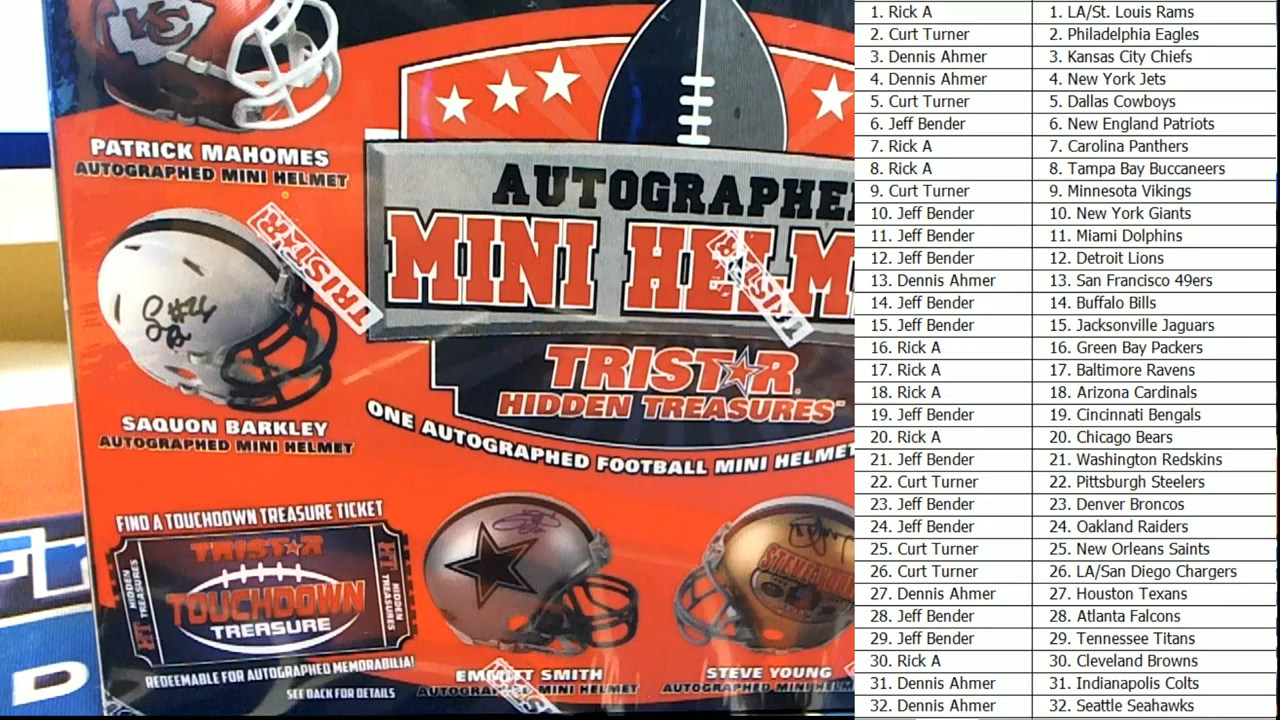 KC
PATRICK MAHOMES
AUTOGRAPHED MINI HELMET
TRISTAR
SAQUON BARKLEY
AUTOGRAPHED MINI HELMET
AUTOGRAPHE
MINI HELM
TRISTAR
TRISTAR
HIDDEN TREASURES
ONE AUTOGRAPHED FOOTBALL MINI HELMET
FIND A TOUCHDOWN TREASURE TICKET
TRISTAR
HIDDEN TREASURES
HT
TOUCHDOWN
TREASURE
HT
HIDDEN TREASURES
REDEEMABLE FOR AUTOGRAPHED MEMORABILIA!
SEE BACK FOR DETAILS
EMMITT SMITH
AUTOGRAPHED MINI HELMET
STEVE YOUNG
AUTOGRAPHED MINI HELM
1. Rick A 1. LA/St. Louis Rams
2. Curt Turner 2. Philadelphia Eagles
3. Dennis Ahmer 3. Kansas City Chiefs
4. Dennis Ahmer 4. New York Jets
5. Curt Turner 5. Dallas Cowboys
6. Jeff Bender 6. New England Patriots
7. Rick A 7. Carolina Panthers
8. Rick A 8. Tampa Bay Buccaneers
9. Curt Turner 9. Minnesota Vikings
10. Jeff Bender 10. New York Giants
11. Jeff Bender 11. Miami Dolphins
12. Jeff Bender 12. Detroit Lions
13. Dennis Ahmer 13. San Francisco 49ers
14. Jeff Bender 14. Buffalo Bills
15. Jeff Bender 15. Jacksonville Jaguars
16. Rick A 16. Green Bay Packers
17. Rick A 17. Baltimore Ravens
18. Rick A 18. Arizona Cardinals
19. Jeff Bender 19. Cincinnati Bengals
20. Rick A 20. Chicago Bears
21. Jeff Bender 21. Washington Redskins
22. Curt Turner 22. Pittsburgh Steelers
23. Jeff Bender 23. Denver Broncos
24. Jeff Bender 24. Oakland Raiders
25. Curt Turner 25. New Orleans Saints
26. Curt Turner 26. LA/San Diego Chargers
27. Dennis Ahmer 27. Houston Texans
28. Jeff Bender 28. Atlanta Falcons
29. Jeff Bender 29. Tennessee Titans
30. Rick A 30. Cleveland Browns
31. Dennis Ahmer 31. Indianapolis Colts
32. Dennis Ahmer 32. Seattle Seahawks